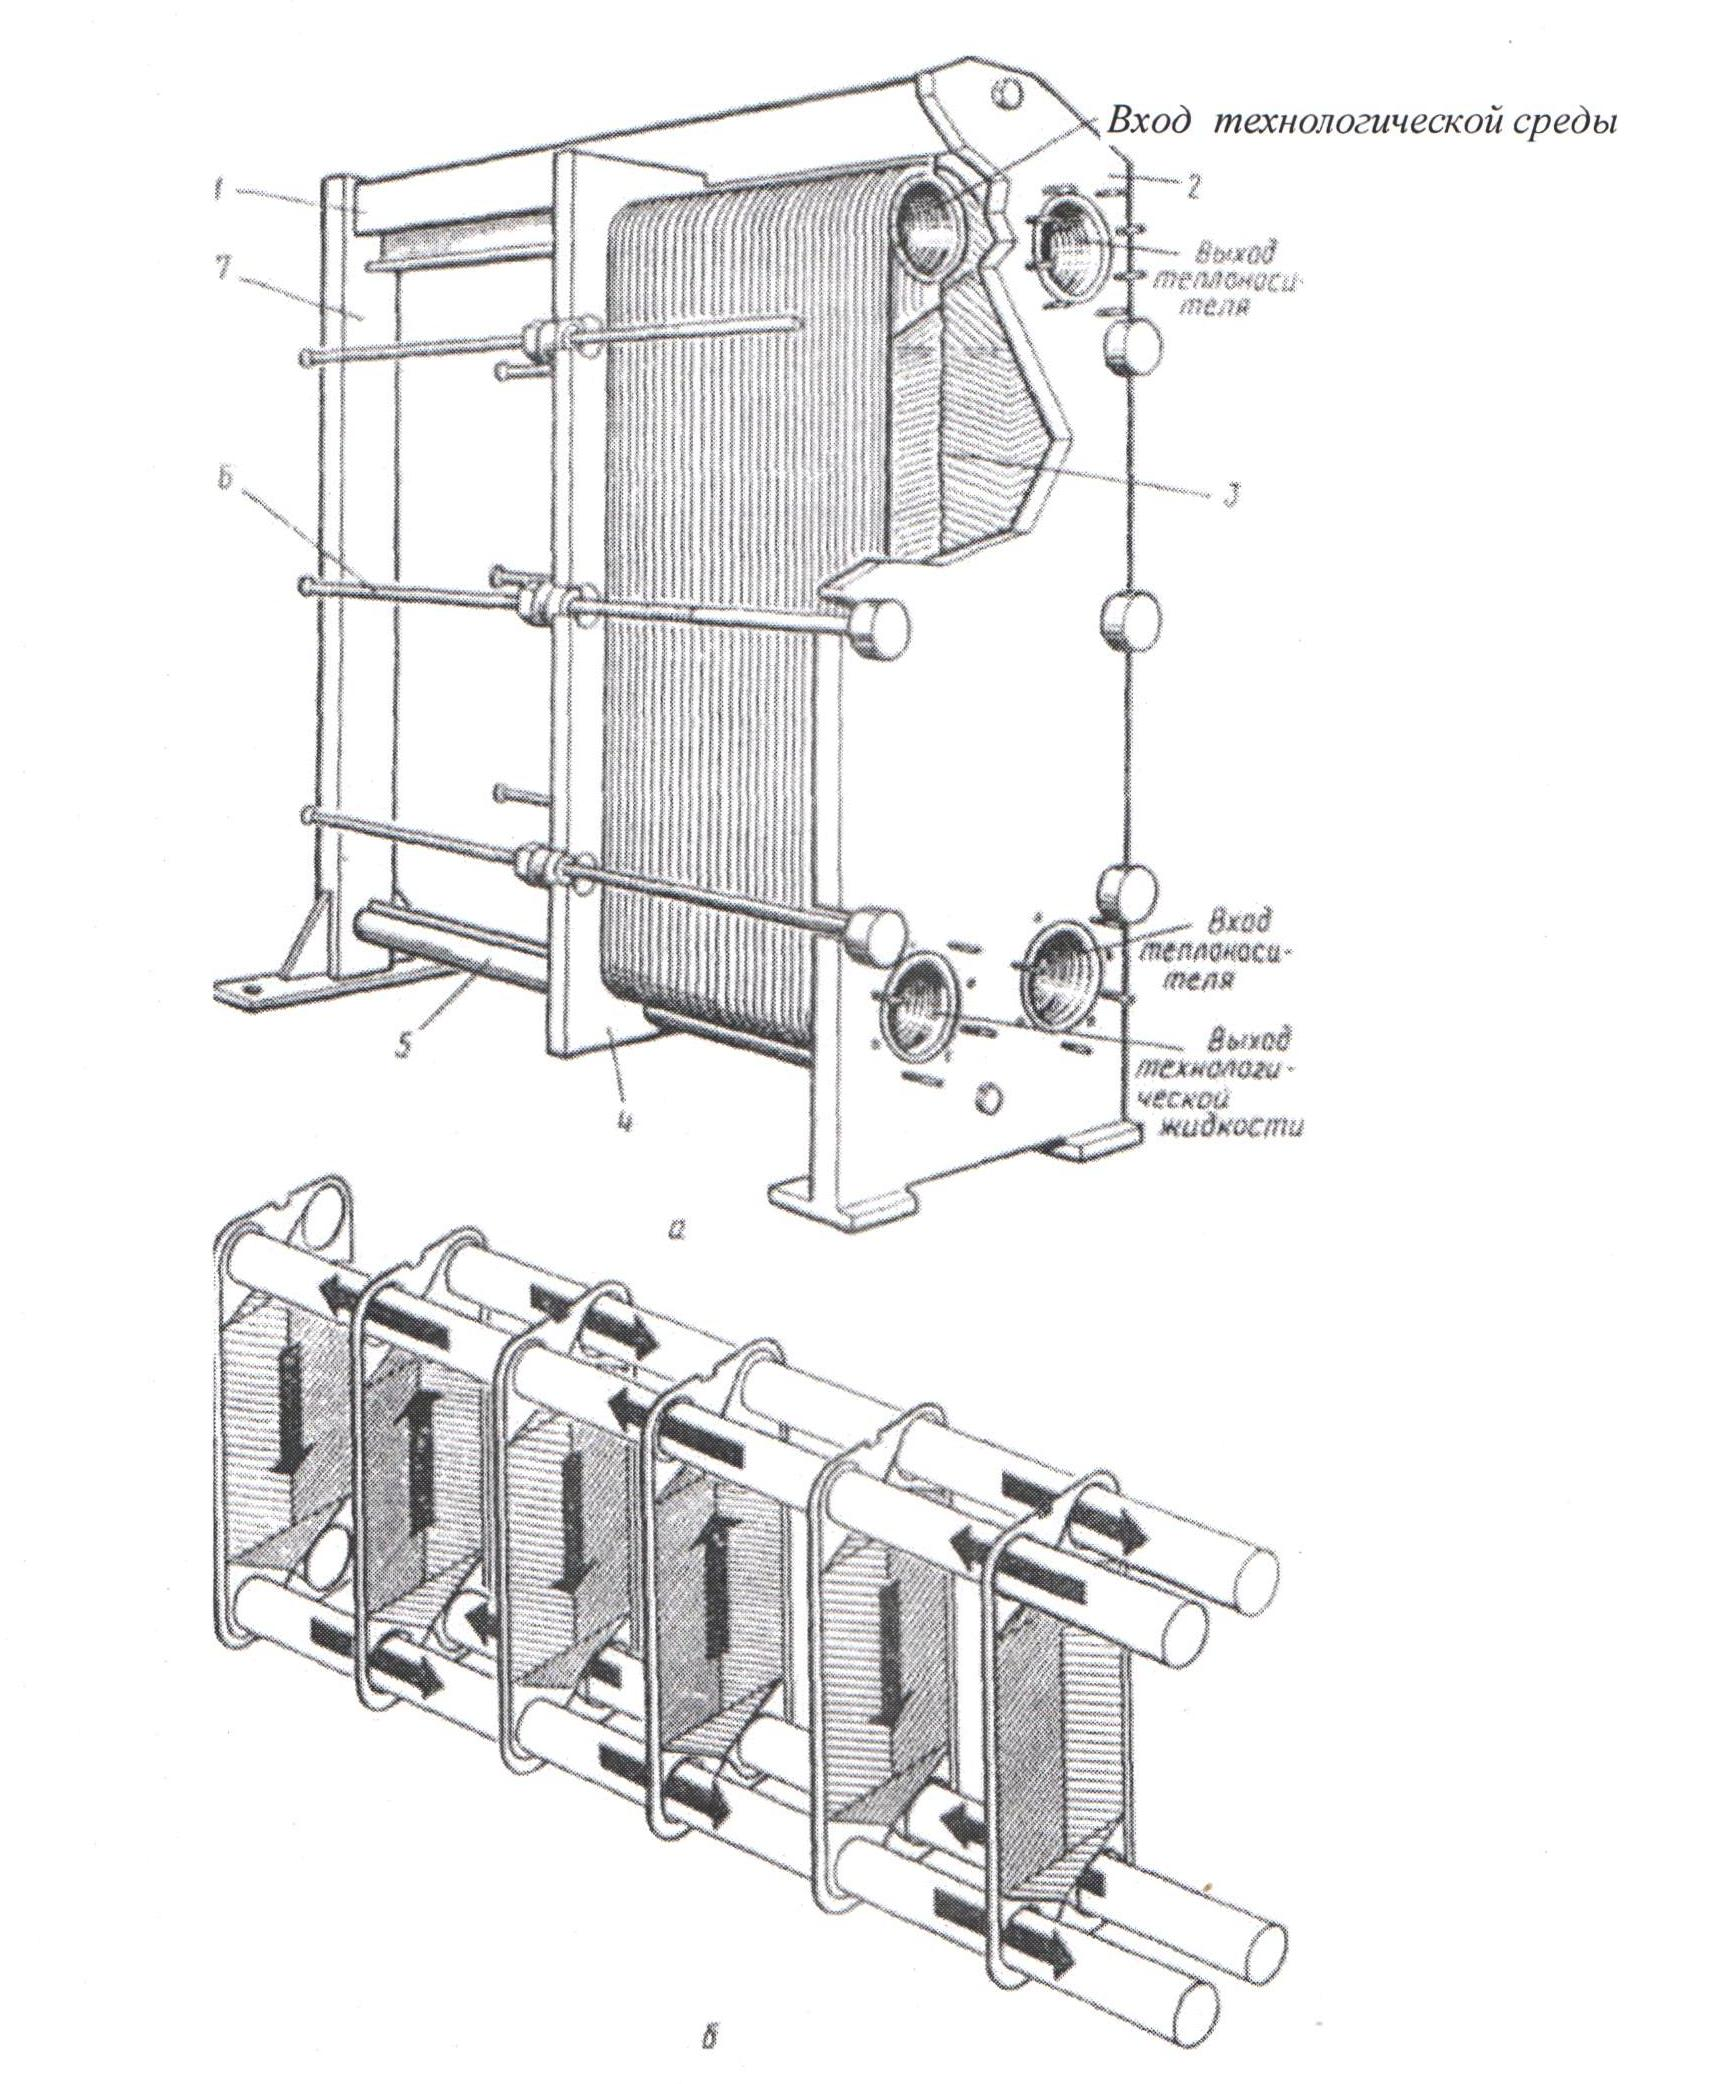 Вход технологической среды
1
2
7
Выход
теплоноси-
теля
6
3
Вход
теплоноси-
теля
5
Выход
технологи-
ческой
жидкости
4
а
б